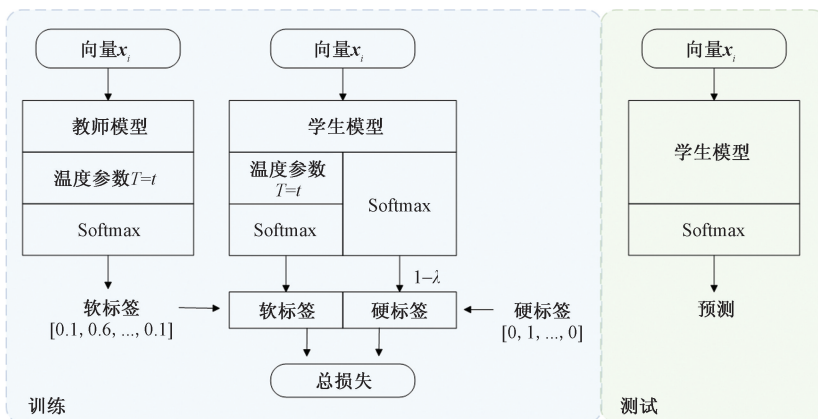 向量xᵢ
向量xᵢ
向量xᵢ
教师模型
学生模型
学生模型
温度参数T=t
温度参数
T=t
Softmax
Softmax
Softmax
Softmax
1−λ
软标签
[0.1, 0.6, ..., 0.1]
软标签
硬标签
硬标签
[0, 1, ..., 0]
预测
总损失
训练
测试